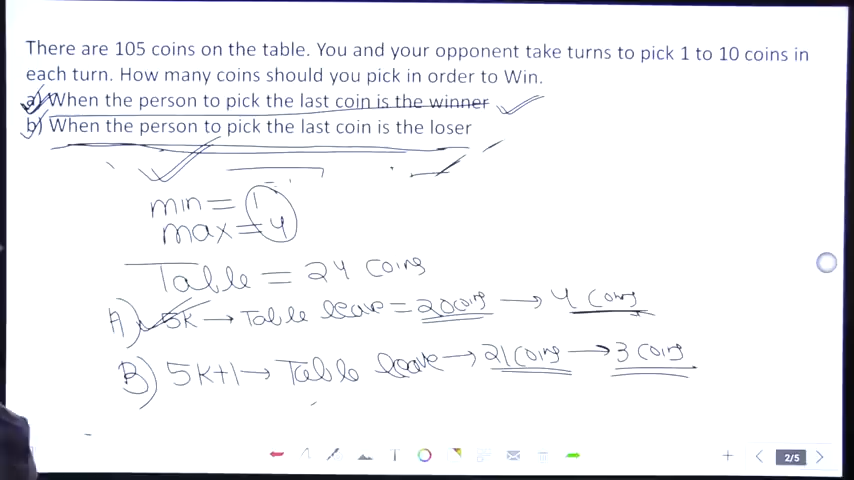 There are 105 coins on the table. You and your opponent take turns to pick 1 to 10 coins in
each turn. How many coins should you pick in order to Win.
a) When the person to pick the last coin is the winner
b) When the person to pick the last coin is the loser
min = 1
max = 4
Table = 24 coins
A) 5k → Table leave = 20 coins → 4 coins
B) 5k+1 → Table leave → 21 coins → 3 coins
T
+ < 2/5 >